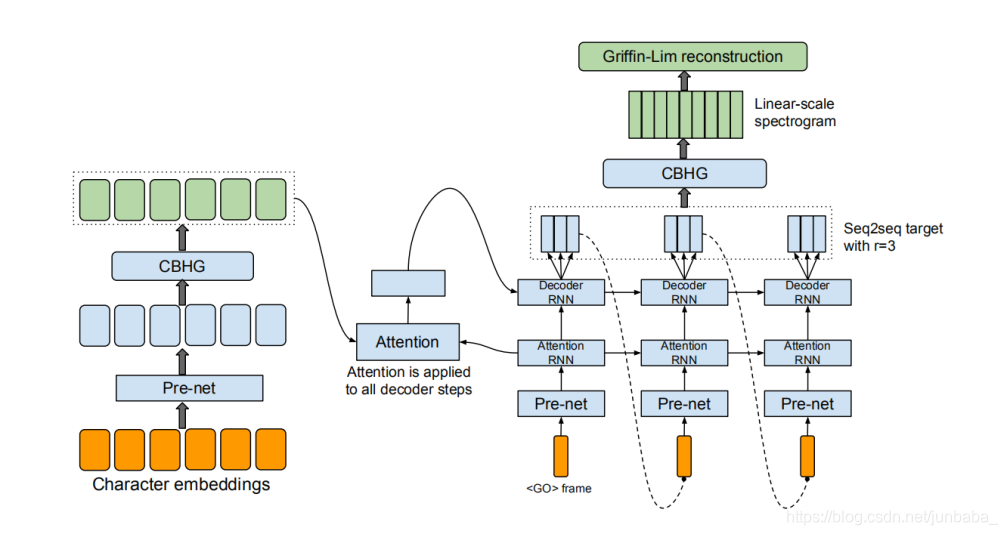 Griffin-Lim reconstruction
Linear-scale
spectrogram
CBHG
Seq2seq target
with r=3
CBHG
Decoder
RNN
Decoder
RNN
Decoder
RNN
Attention
Attention
RNN
Attention
RNN
Attention
RNN
Attention is applied
to all decoder steps
Pre-net
Pre-net
Pre-net
Pre-net
Character embeddings
<GO> frame
https://blog.csdn.net/junbaba_